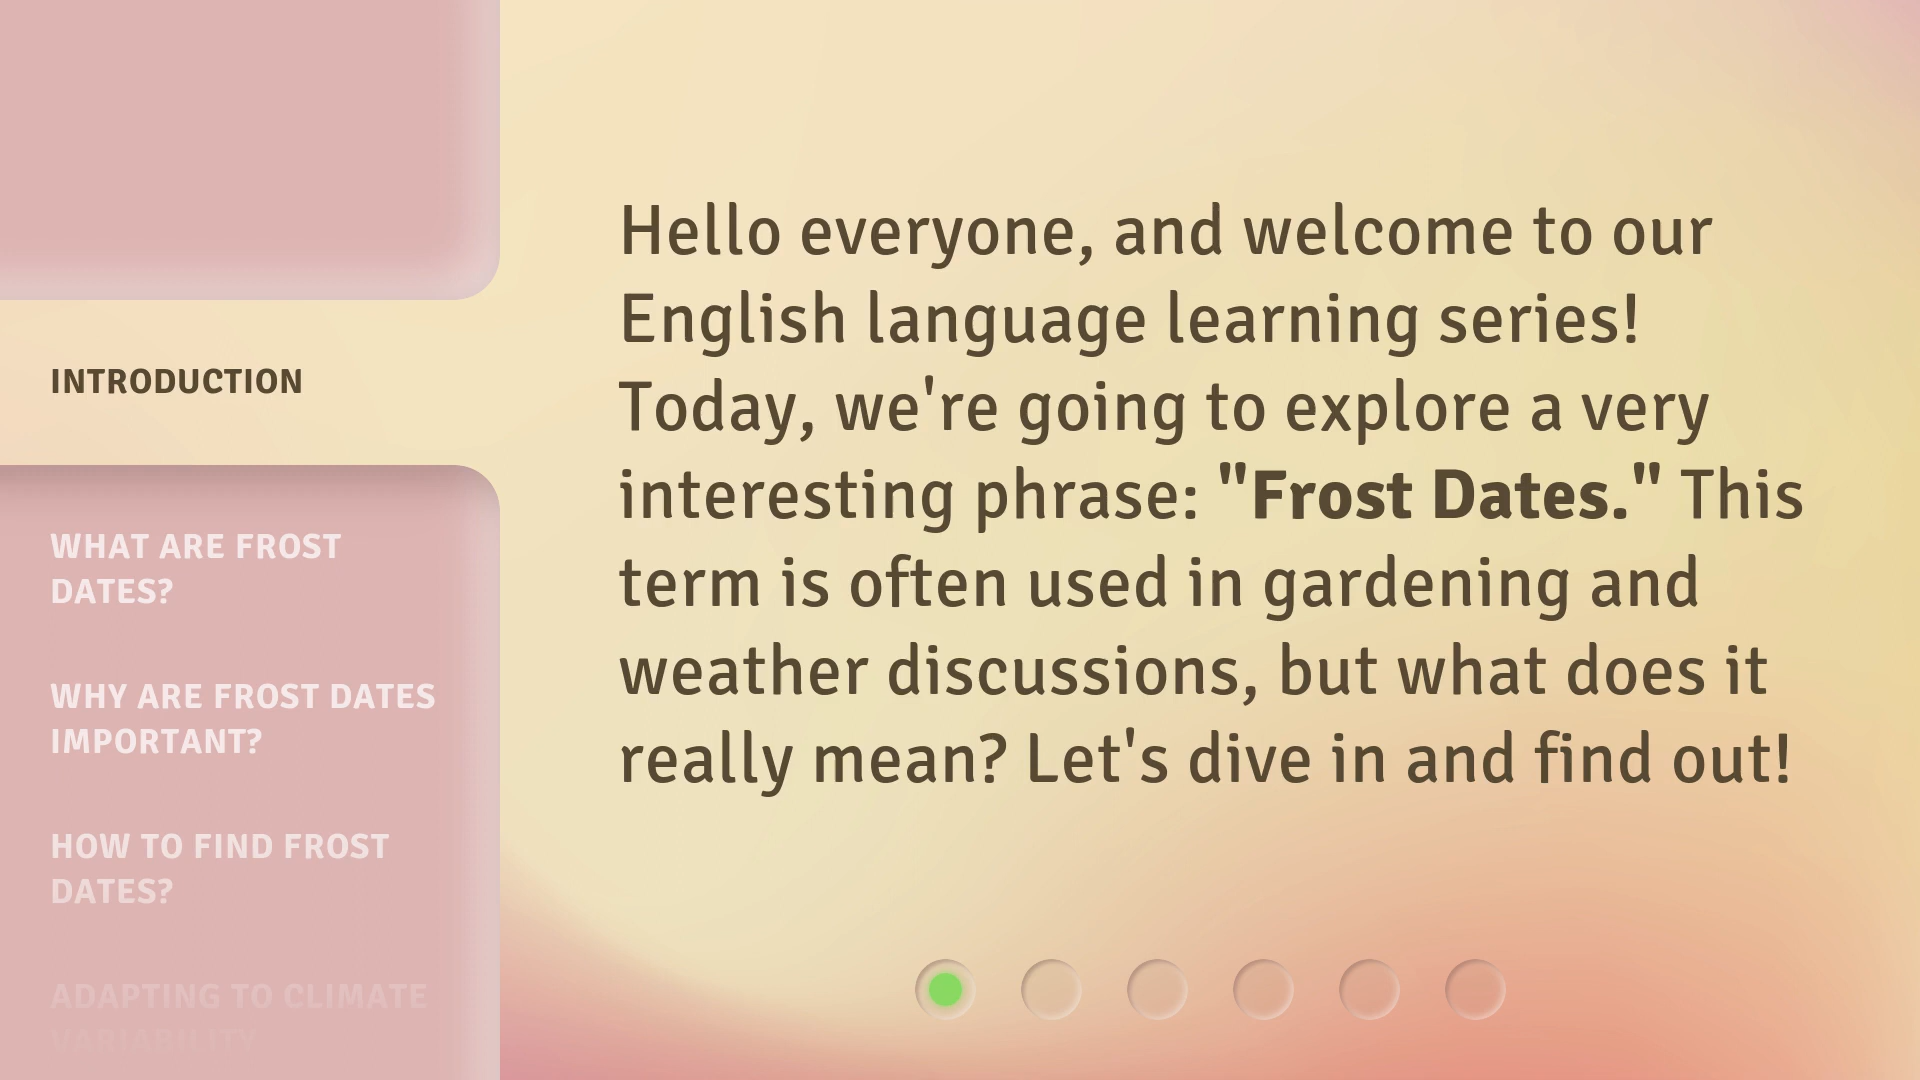 INTRODUCTION
WHAT ARE FROST
DATES?
WHY ARE FROST DATES
IMPORTANT?
HOW TO FIND FROST
DATES?
ADAPTING TO CLIMATE
VARIABILITY
Hello everyone, and welcome to our
English language learning series!
Today, we're going to explore a very
interesting phrase: "Frost Dates." This
term is often used in gardening and
weather discussions, but what does it
really mean? Let's dive in and find out!